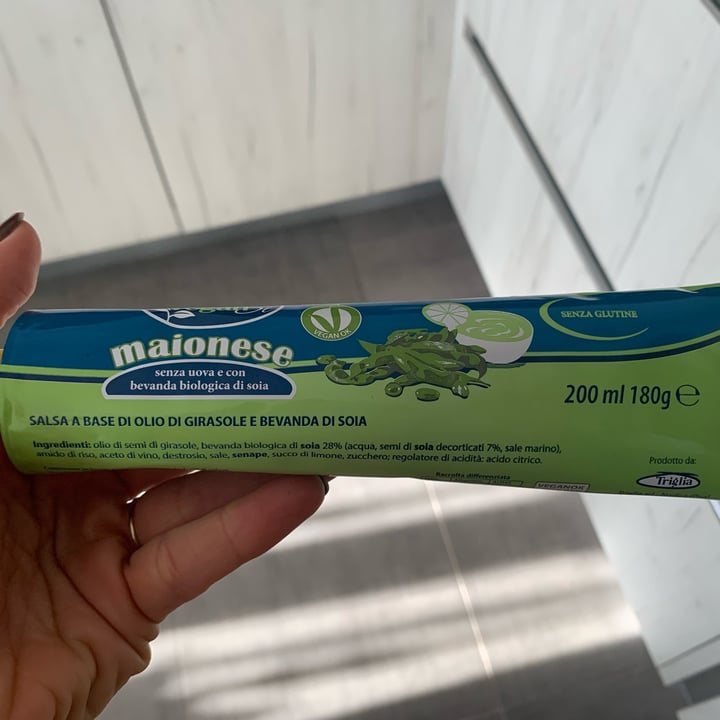 VEGAN OK
SENZA GLUTINE
maionese
senza uova e con
bevanda biologica di soia
200 ml 180g ℮
SALSA A BASE DI OLIO DI GIRASOLE E BEVANDA DI SOIA
Ingredienti: olio di semi di girasole, bevanda biologica di soia 28% (acqua, semi di soia decorticati 7%, sale marino),
amido di riso, aceto di vino, destrosio, sale, senape, succo di limone, zucchero; regolatore di acidità: acido citrico.
Prodotto da:
Triglia
Raccolta differenziata
VEGANOK